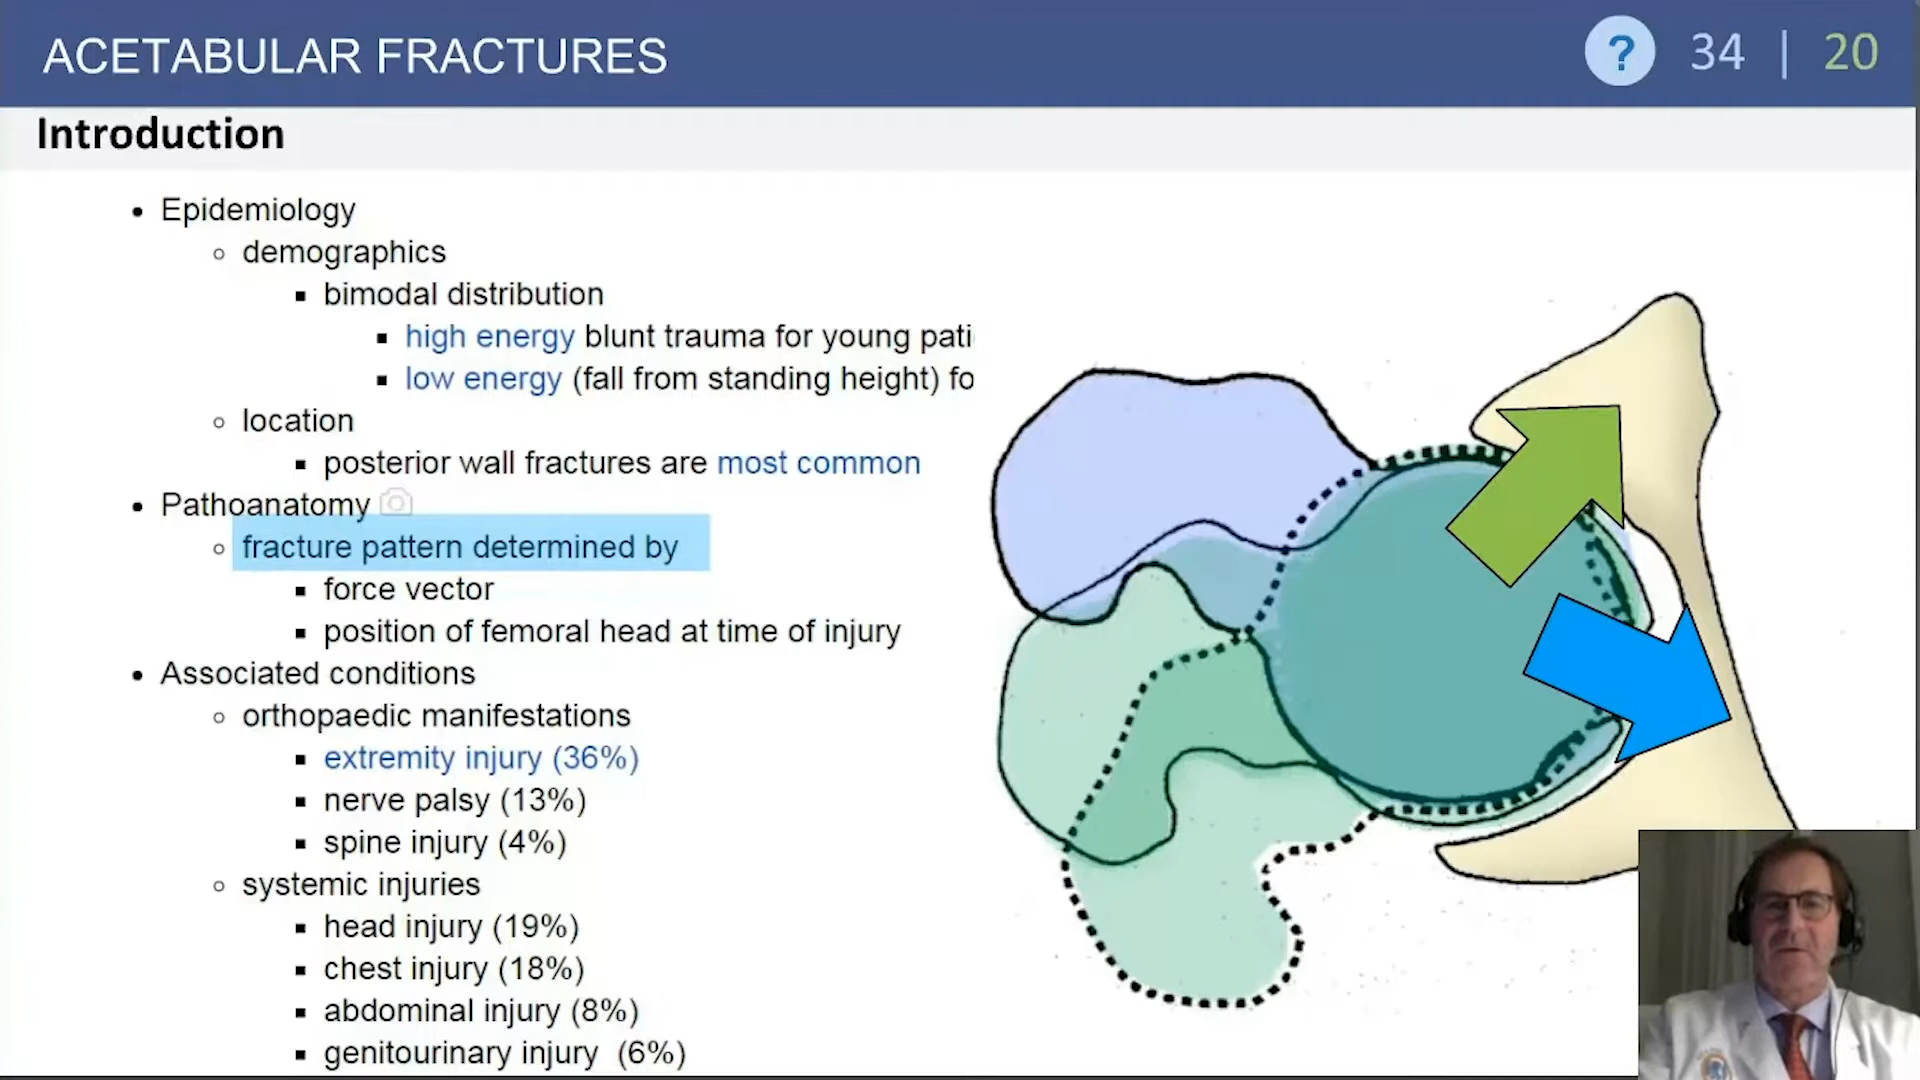 ACETABULAR FRACTURES
? 34 | 20
Introduction
• Epidemiology
○ demographics
▪ bimodal distribution
▪ high energy blunt trauma for young pati
▪ low energy (fall from standing height) fo
○ location
▪ posterior wall fractures are most common
• Pathoanatomy
○ fracture pattern determined by
▪ force vector
▪ position of femoral head at time of injury
• Associated conditions
○ orthopaedic manifestations
▪ extremity injury (36%)
▪ nerve palsy (13%)
▪ spine injury (4%)
○ systemic injuries
▪ head injury (19%)
▪ chest injury (18%)
▪ abdominal injury (8%)
▪ genitourinary injury (6%)